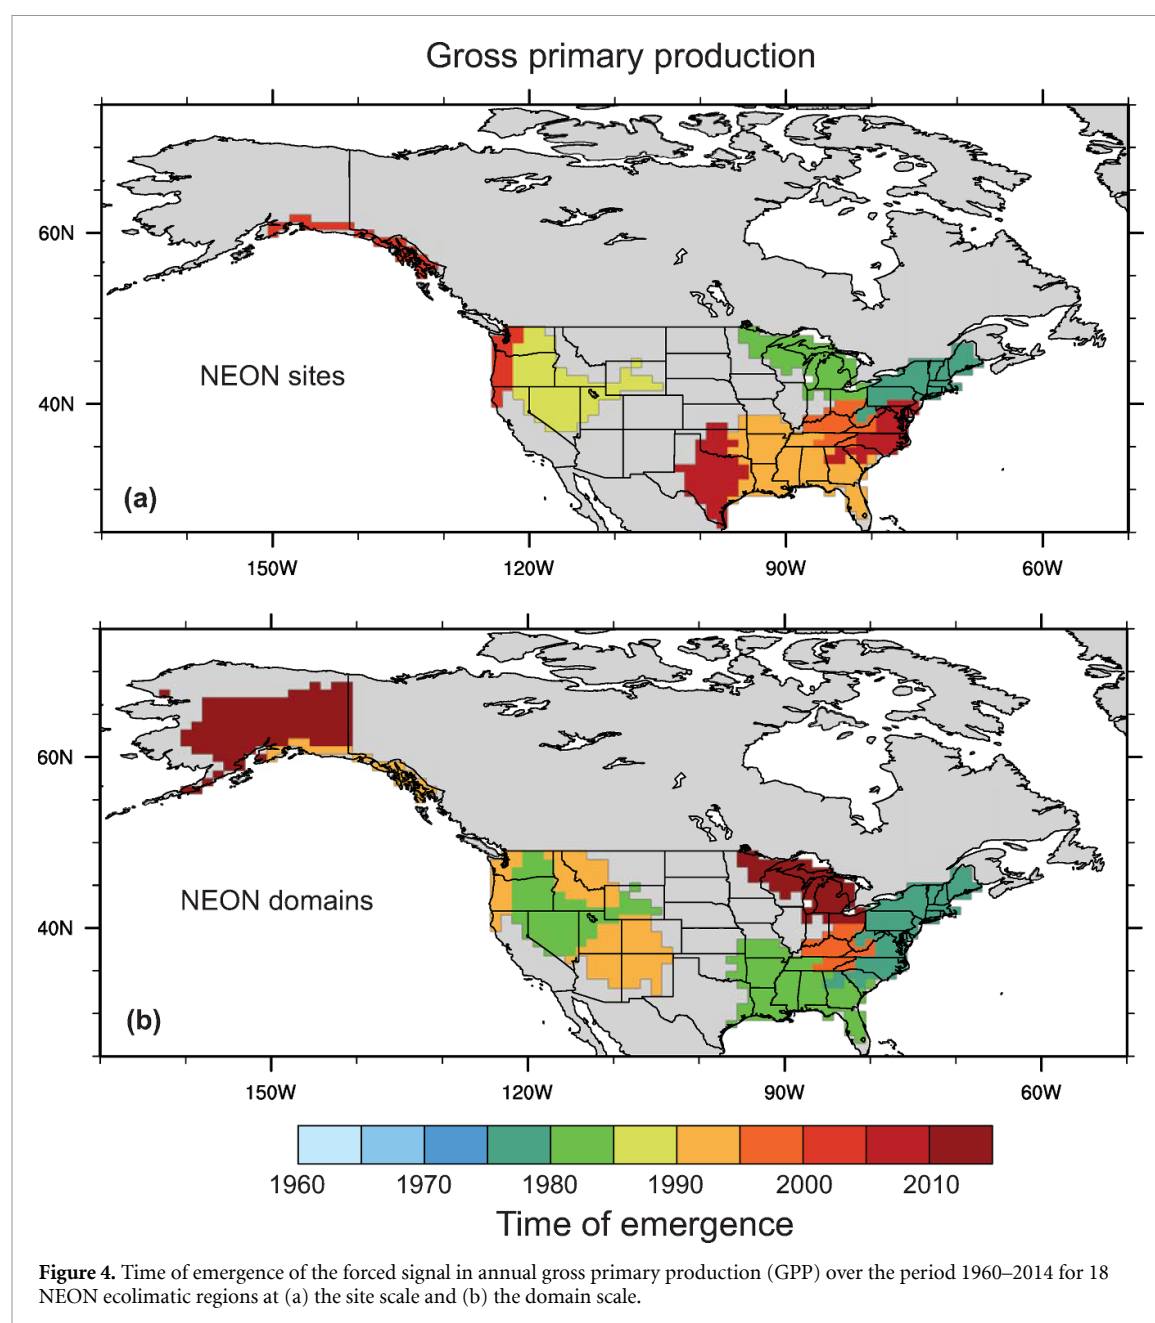 Gross primary production
60N
40N
NEON sites
(a)
150W
120W
90W
60W
60N
40N
NEON domains
(b)
150W
120W
90W
60W
1960
1970
1980
1990
2000
2010
Time of emergence
Figure 4. Time of emergence of the forced signal in annual gross primary production (GPP) over the period 1960–2014 for 18
NEON ecolimatic regions at (a) the site scale and (b) the domain scale.